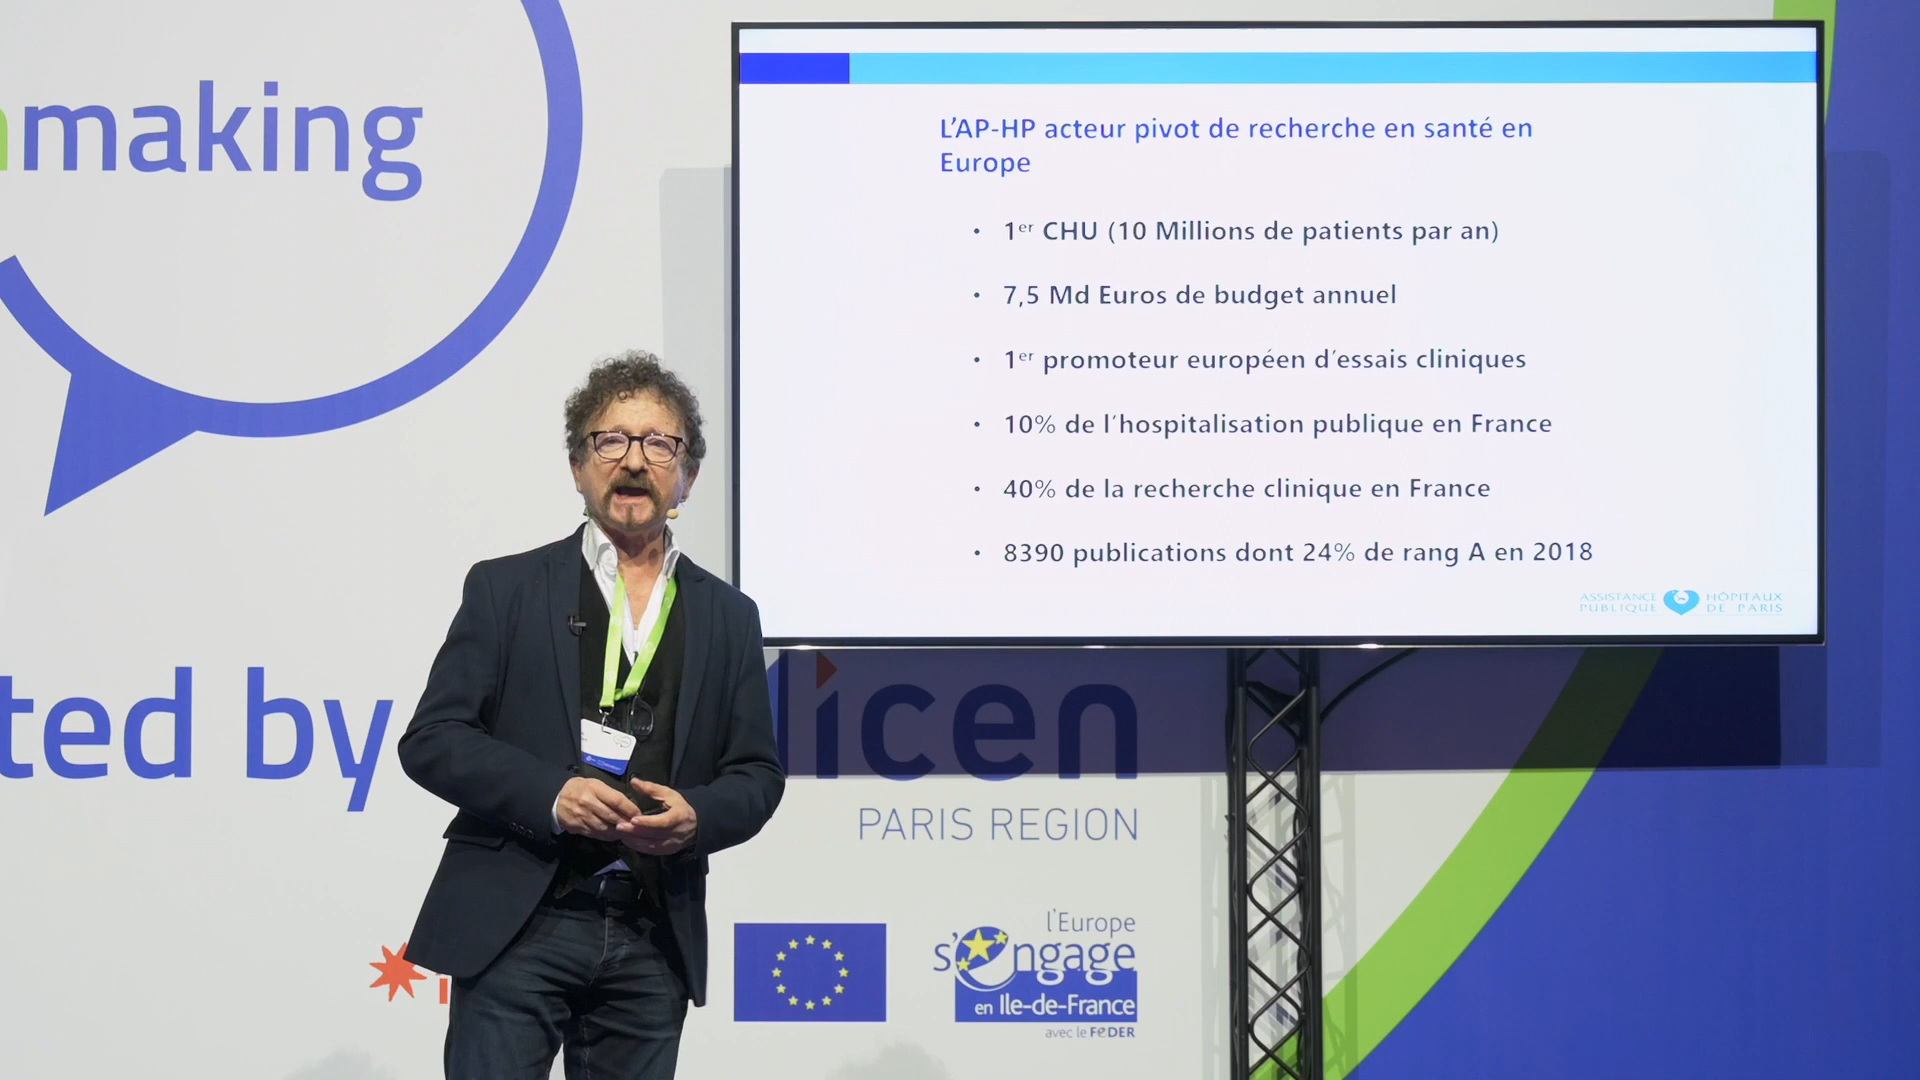 making
L'AP-HP acteur pivot de recherche en santé en
Europe
• 1er CHU (10 Millions de patients par an)
• 7,5 Md Euros de budget annuel
• 1er promoteur européen d'essais cliniques
• 10% de l'hospitalisation publique en France
• 40% de la recherche clinique en France
• 8390 publications dont 24% de rang A en 2018
ASSISTANCE HÔPITAUX
PUBLIQUE DE PARIS
ted by
icen
PARIS REGION
l'Europe
s'engage
en Ile-de-France
avec le FEDER